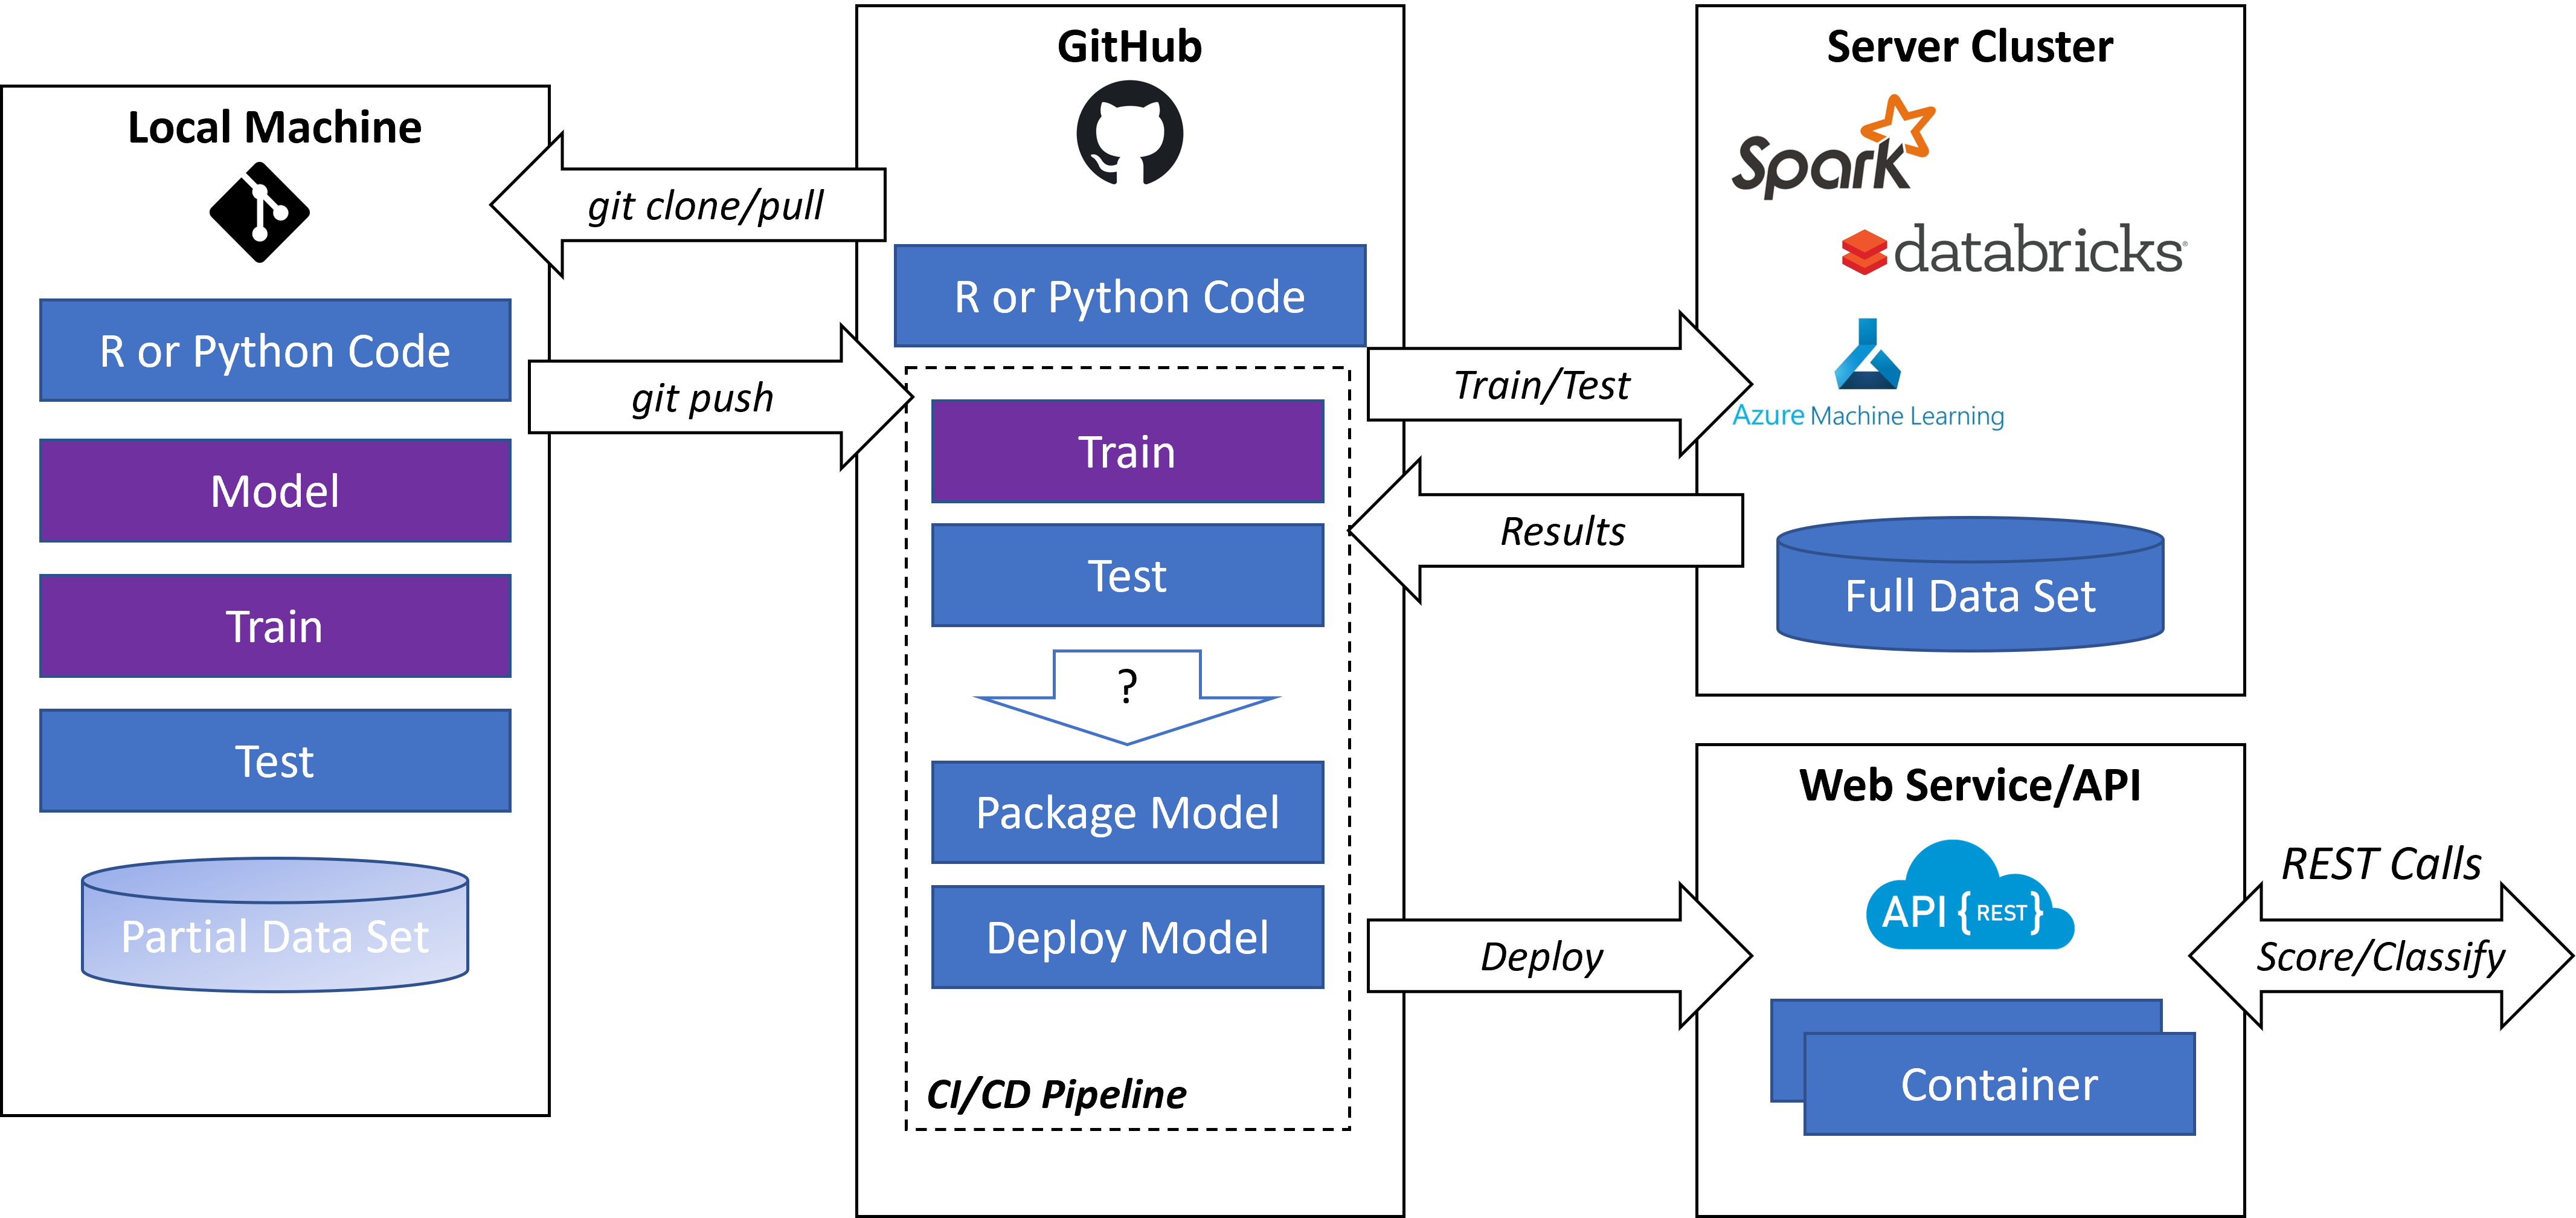 Local Machine
R or Python Code
Model
Train
Test
Partial Data Set
git clone/pull
git push
GitHub
R or Python Code
Train
Test
?
Package Model
Deploy Model
CI/CD Pipeline
Train/Test
Results
Deploy
Server Cluster
Spark
databricks®
Azure Machine Learning
Full Data Set
Web Service/API
API {REST}
Container
REST Calls
Score/Classify